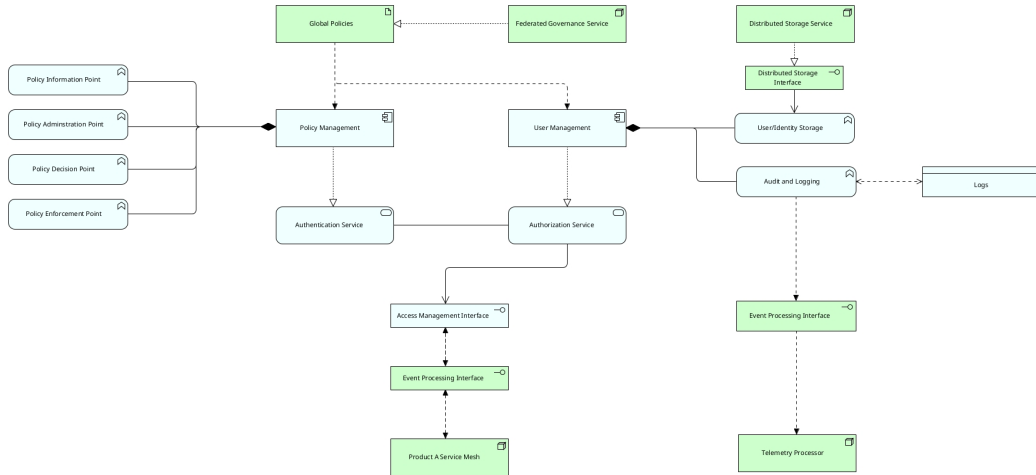 Global Policies
Federated Governance Service
Distributed Storage Service
Policy Information Point
Distributed Storage
Interface
Policy Adminstration Point
Policy Management
User Management
User/Identity Storage
Policy Decision Point
Audit and Logging
Logs
Policy Enforcement Point
Authentication Service
Authorization Service
Access Management Interface
Event Processing Interface
Event Processing Interface
Product A Service Mesh
Telemetry Processor